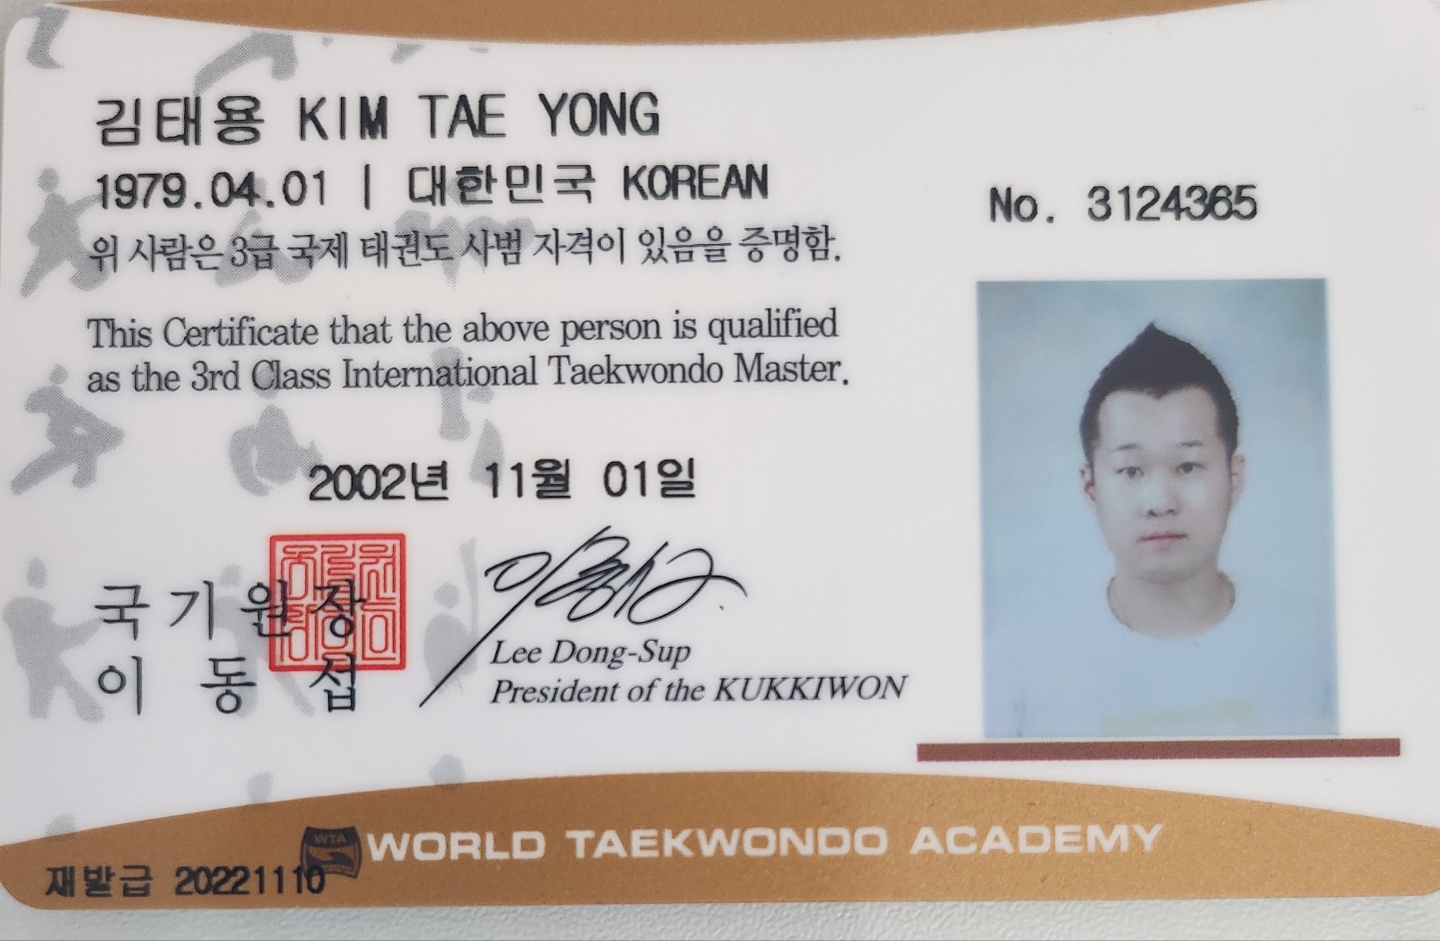 김태용 KIM TAE YONG
1979.04.01 | 대한민국 KOREAN
No. 3124365
위 사람은 3급 국제 태권도 사범 자격이 있음을 증명함.
This Certificate that the above person is qualified
as the 3rd Class International Taekwondo Master.
2002년 11월 01일
국 기 원 장
이 동 섭
Lee Dong-Sup
President of the KUKKIWON
WTA
WORLD TAEKWONDO ACADEMY
재발급 20221110